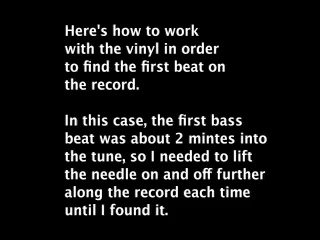 Here's how to work
with the vinyl in order
to find the first beat on
the record.

In this case, the first bass
beat was about 2 mintes into
the tune, so I needed to lift
the needle on and off further
along the record each time
until I found it.